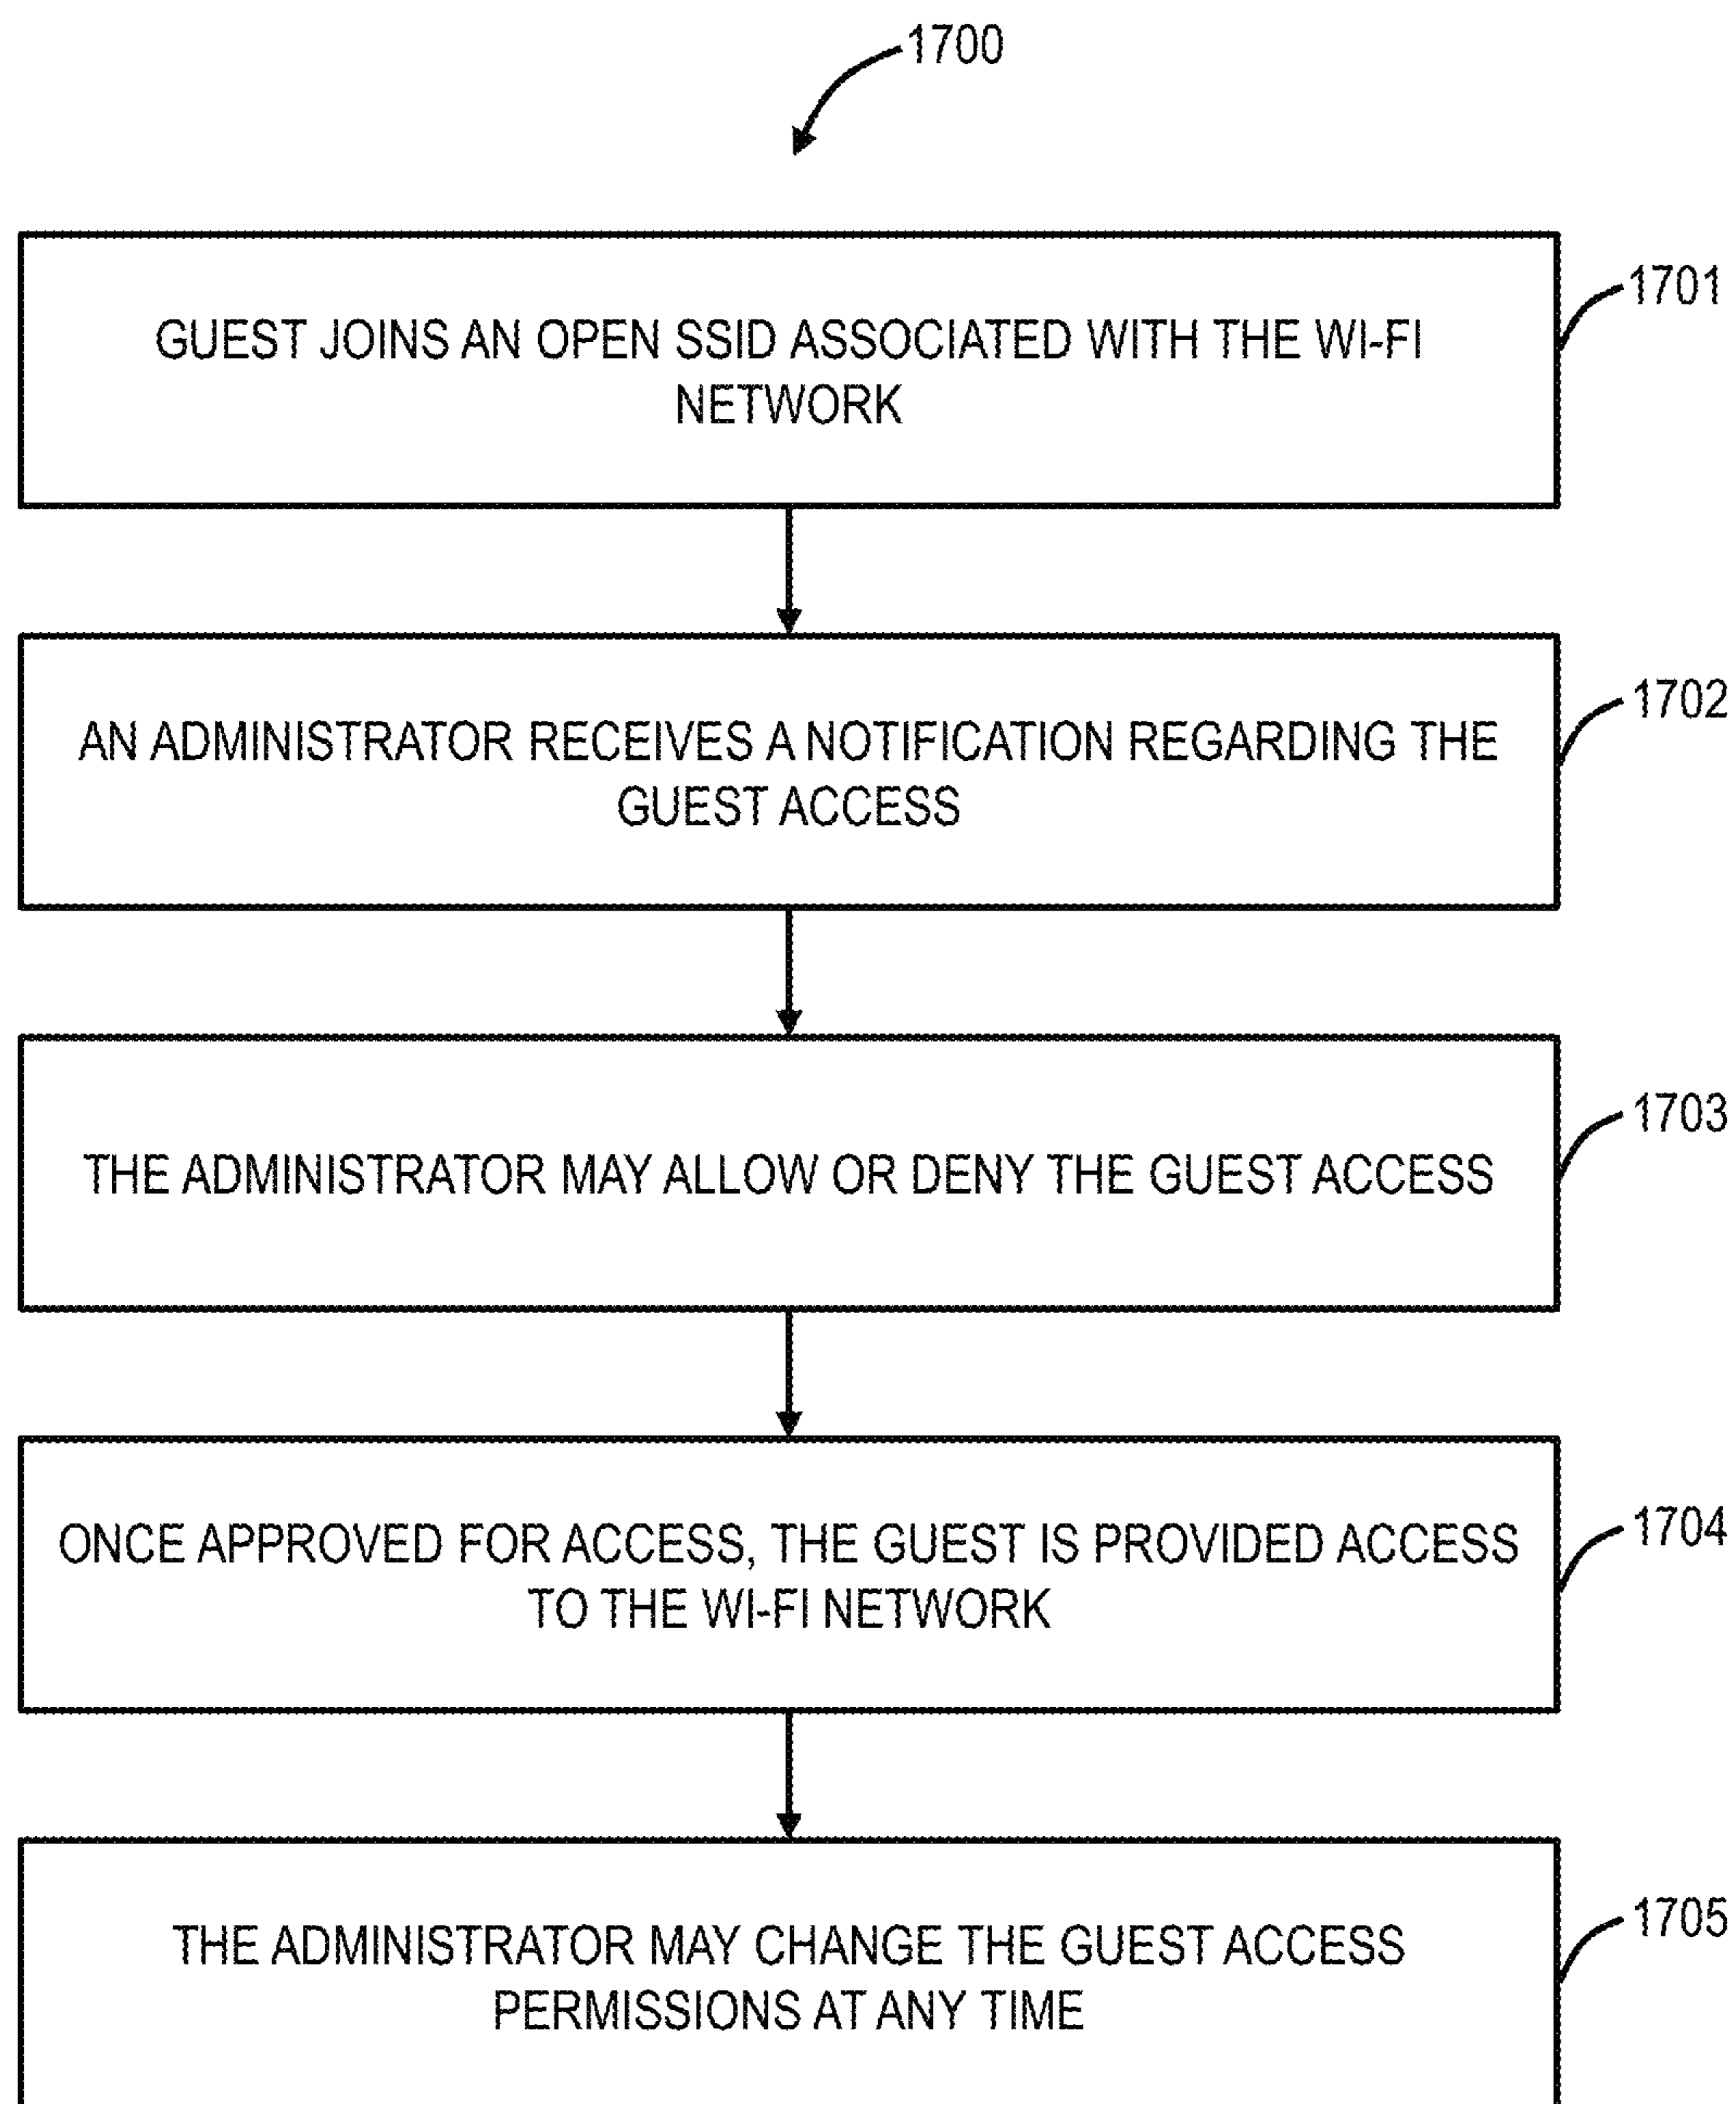 1700
GUEST JOINS AN OPEN SSID ASSOCIATED WITH THE WI-FI
NETWORK
1701
AN ADMINISTRATOR RECEIVES A NOTIFICATION REGARDING THE
GUEST ACCESS
1702
THE ADMINISTRATOR MAY ALLOW OR DENY THE GUEST ACCESS
1703
ONCE APPROVED FOR ACCESS, THE GUEST IS PROVIDED ACCESS
TO THE WI-FI NETWORK
1704
THE ADMINISTRATOR MAY CHANGE THE GUEST ACCESS
PERMISSIONS AT ANY TIME
1705